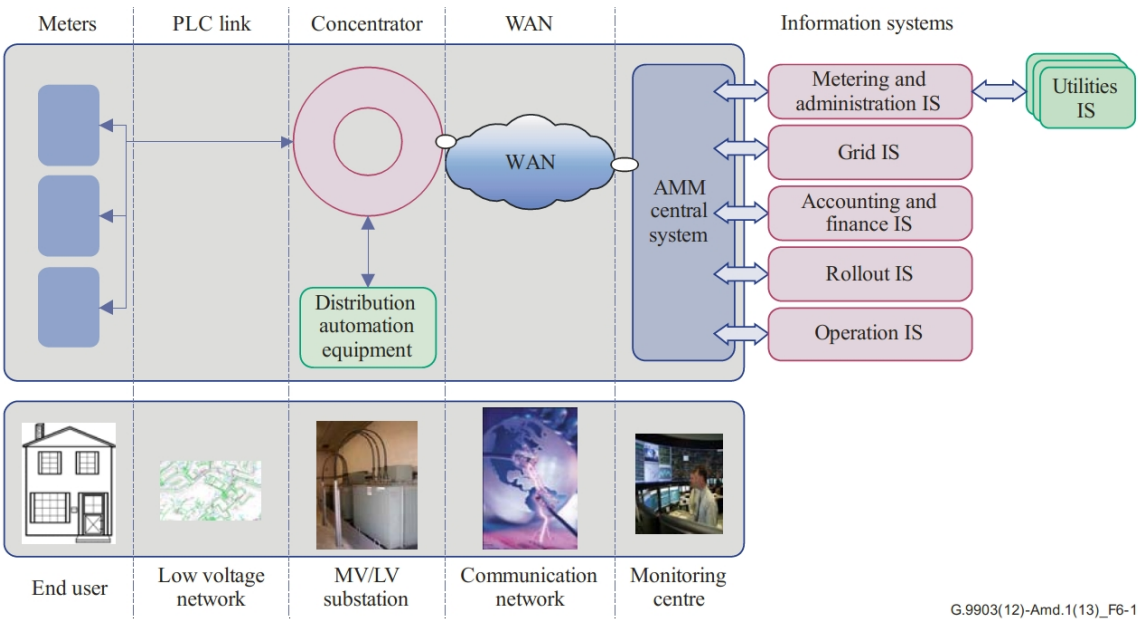 Meters
PLC link
Concentrator
WAN
Information systems
Metering and
administration IS
Utilities
IS
WAN
Grid IS
AMM
central
system
Accounting and
finance IS
Rollout IS
Distribution
automation
equipment
Operation IS
End user
Low voltage
network
MV/LV
substation
Communication
network
Monitoring
centre
G.9903(12)-Amd.1(13)_F6-1